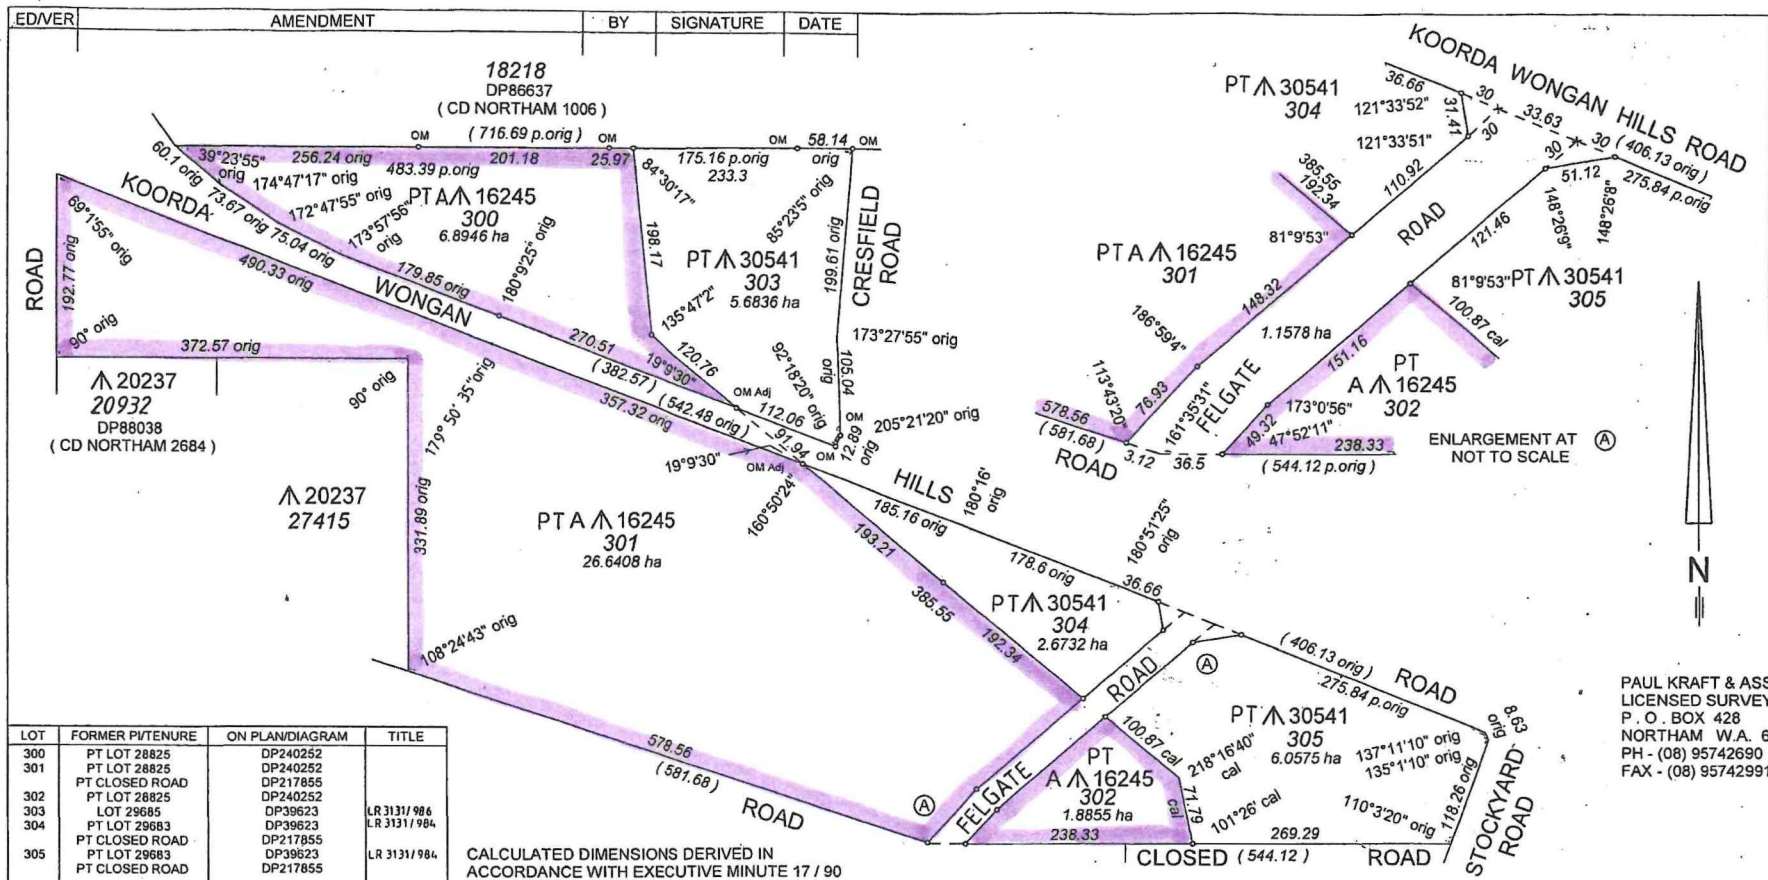 ED/VER AMENDMENT BY SIGNATURE DATE
18218
DP86637
( CD NORTHAM 1006 )
OM
( 716.69 p.orig )
OM
OM
58.14
OM
60.1 orig
39°23'55"
orig
256.24 orig
201.18
25.97
175.16 p.orig
orig
483.39 p.orig
233.3
174°47'17" orig
84°30'17"
KOORDA
73.67 orig
172°47'55" orig
PT A 16245
300
6.8946 ha
85°23'5" orig
75.04 orig
173°57'56"
orig
180°9'25" orig
198.17
PT 30541
303
5.6836 ha
199.61 orig
CRESFIELD
ROAD
ROAD
192.77 orig
69°1'55" orig
490.33 orig
179.85 orig
WONGAN
135°47'2"
173°27'55" orig
90° orig
372.57 orig
270.51
19°9'30"
120.76
92°18'20" orig
105.04
orig
( 382.57 )
OM Adj
20237
20932
DP88038
( CD NORTHAM 2684 )
90° orig
179° 50' 35" orig
357.32 orig
( 542.48 orig )
112.06
91.94
OM
OM
12.89
orig
205°21'20" orig
19°9'30"
OM Adj
HILLS
20237
27415
331.89 orig
PT A 16245
301
26.6408 ha
160°50'24"
185.16 orig
180°16'
orig
193.21
178.6 orig
180°51'25"
orig
385.55
36.66
PT 30541
304
2.6732 ha
192.34
108°24'43" orig
A
( 406.13 orig )
ROAD
275.84 p.orig
ROAD
8.63
orig
PT 30541
305
6.0575 ha
100.87 cal
218°16'40"
cal
137°11'10" orig
135°1'10" orig
578.56
( 581.68 )
ROAD
A
FELGATE
PT
A 16245
302
1.8855 ha
71.79
cal
101°26' cal
110°3'20" orig
118.26 orig
STOCKYARD
ROAD
238.33
269.29
CLOSED ( 544.12 ) ROAD
KOORDA WONGAN HILLS ROAD
PT 30541
304
36.66
121°33'52"
31.41
30
33.63
30
( 406.13 orig )
121°33'51"
30
30
51.12
275.84 p.orig
385.55
192.34
110.92
ROAD
148°26'9"
148°26'8"
81°9'53"
121.46
PT A 16245
301
81°9'53"
PT 30541
305
148.32
100.87 cal
186°59'4"
1.1578 ha
151.16
PT
A 16245
302
113°43'20"
76.93
FELGATE
161°35'31"
578.56
( 581.68 )
173°0'56"
49.32
47°52'11"
238.33
ROAD
3.12
36.5
( 544.12 p.orig )
ENLARGEMENT AT A
NOT TO SCALE
N
PAUL KRAFT & ASS
LICENSED SURVEY
P . O . BOX 428
NORTHAM W.A. 6
PH - (08) 95742690
FAX - (08) 95742991
LOT FORMER PI/TENURE ON PLAN/DIAGRAM TITLE
300 PT LOT 28825 DP240252
301 PT LOT 28825 DP240252
PT CLOSED ROAD DP217855
302 PT LOT 28825 DP240252
303 LOT 29685 DP39623 LR 3131/986
304 PT LOT 29683 DP39623 LR 3131/984
PT CLOSED ROAD DP217855
305 PT LOT 29683 DP39623 LR 3131/984
PT CLOSED ROAD DP217855
CALCULATED DIMENSIONS DERIVED IN
ACCORDANCE WITH EXECUTIVE MINUTE 17 / 90